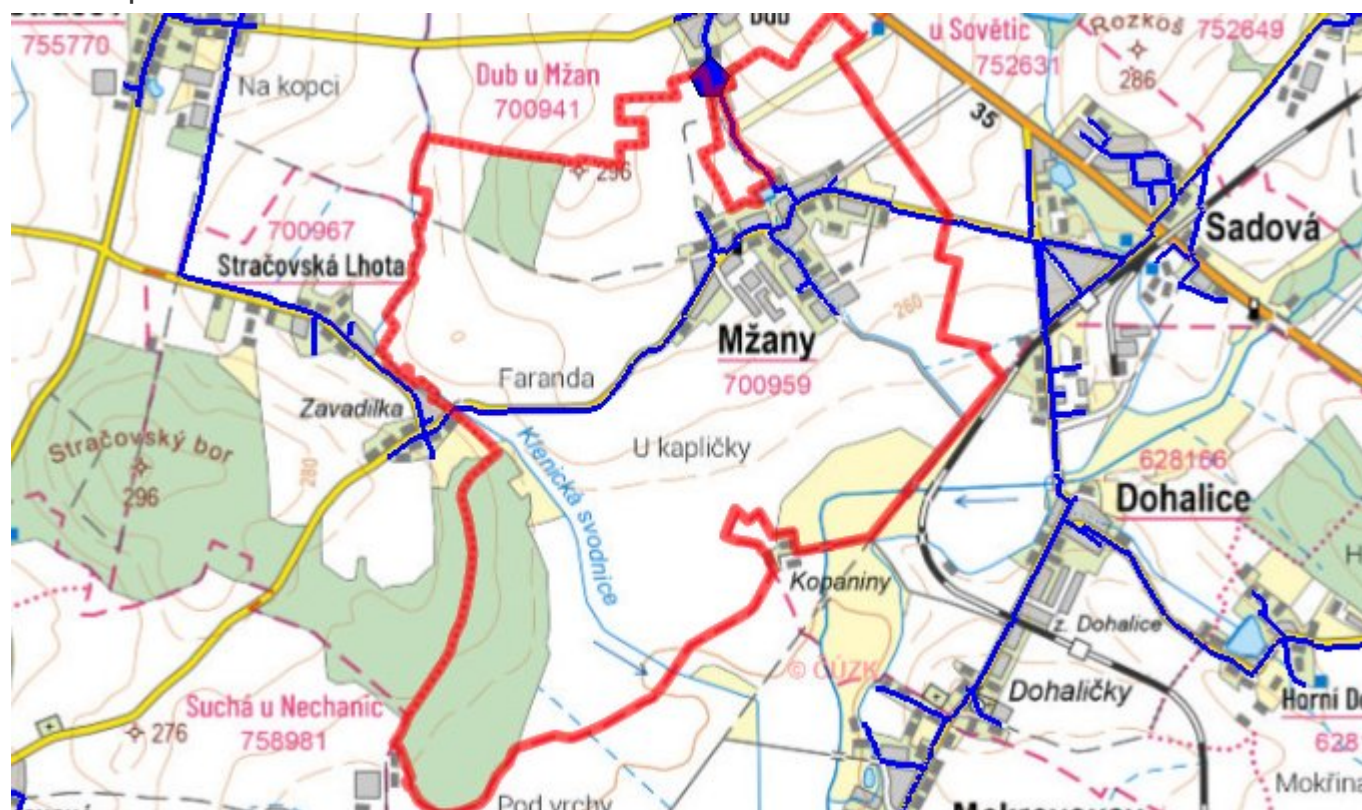 755770
Na kopci
Dub u Mžan
700941
Dub
u Sovětic
752631
Rozkoš
286
752649
35
296
700967
Stračovská Lhota
Sadová
Mžany
700959
260
Faranda
Zavadilka
Stračovský bor
296
280
U kapličky
Křenická svodnice
628166
Dohalice
Kopaniny
z. Dohalice
© ČÚZK
Dohaličky
Suchá u Nechanic
758981
276
Horní Do
628
Mokřina
Pod vrchy